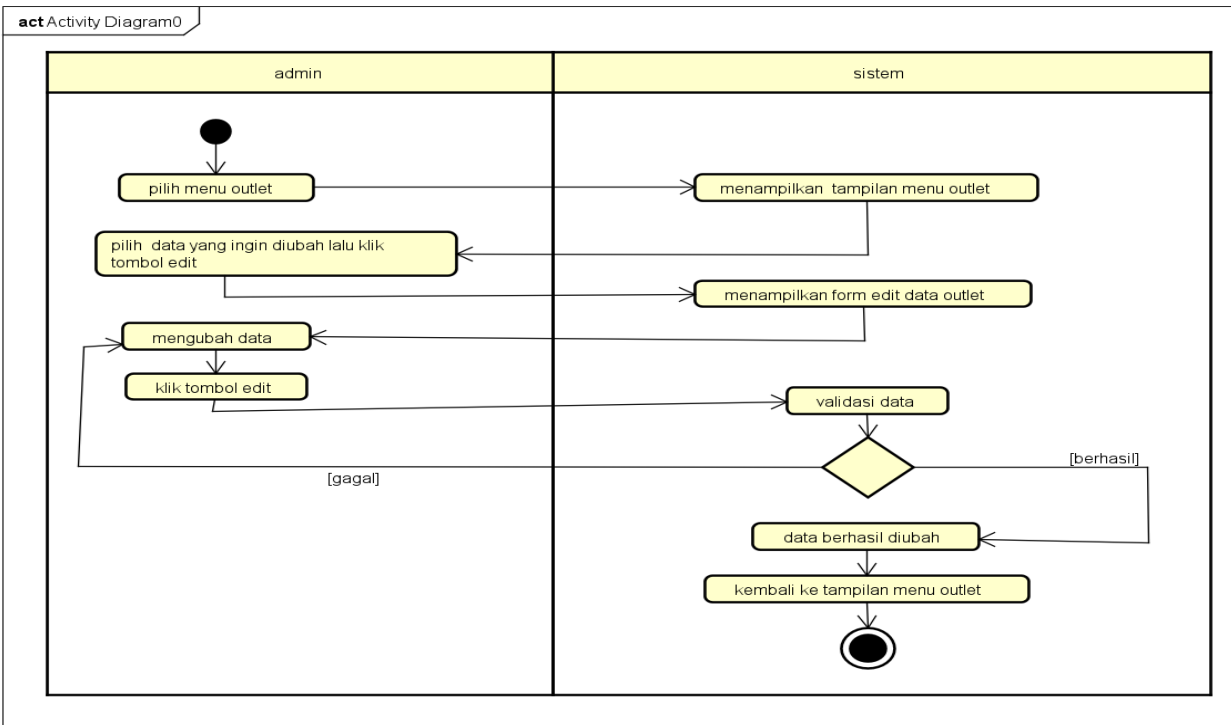 act Activity Diagram0
admin
sistem
pilih menu outlet
menampilkan tampilan menu outlet
pilih data yang ingin diubah lalu klik
tombol edit
menampilkan form edit data outlet
mengubah data
klik tombol edit
validasi data
[gagal]
[berhasil]
data berhasil diubah
kembali ke tampilan menu outlet